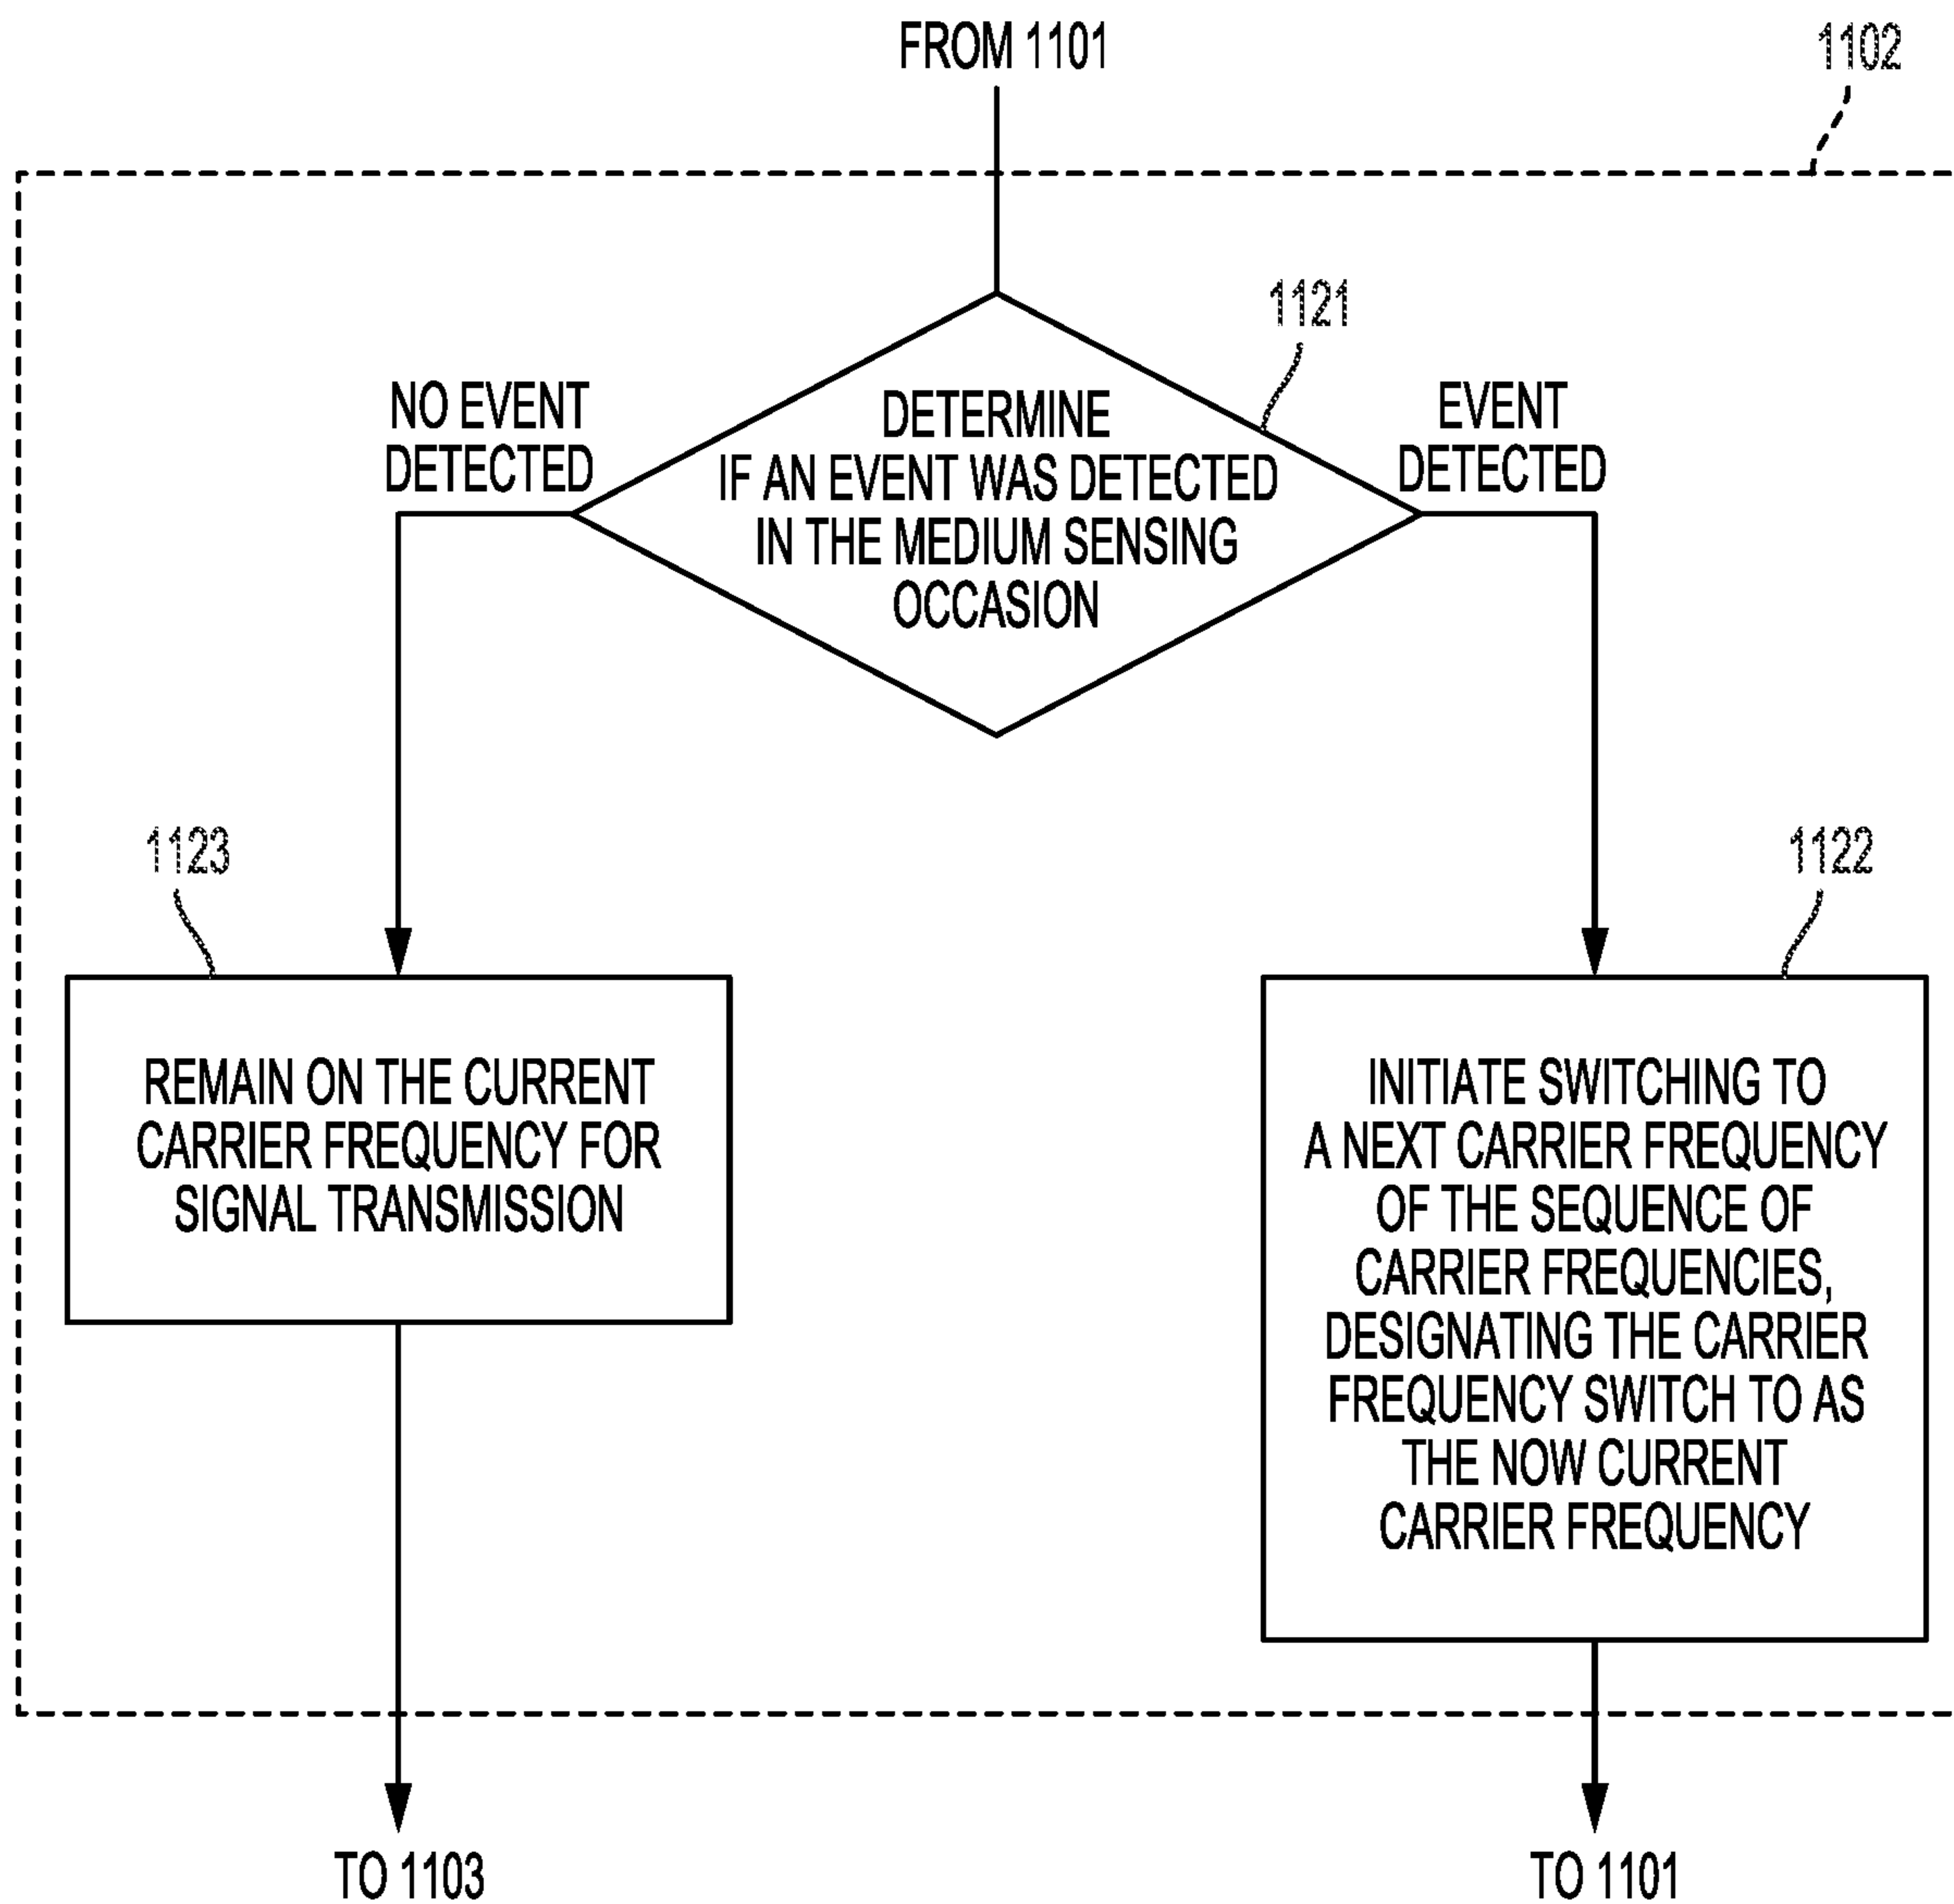 FROM 1101
1102
1121
NO EVENT
DETECTED
DETERMINE
IF AN EVENT WAS DETECTED
IN THE MEDIUM SENSING
OCCASION
EVENT
DETECTED
1123
1122
REMAIN ON THE CURRENT
CARRIER FREQUENCY FOR
SIGNAL TRANSMISSION
INITIATE SWITCHING TO
A NEXT CARRIER FREQUENCY
OF THE SEQUENCE OF
CARRIER FREQUENCIES,
DESIGNATING THE CARRIER
FREQUENCY SWITCH TO AS
THE NOW CURRENT
CARRIER FREQUENCY
TO 1103
TO 1101